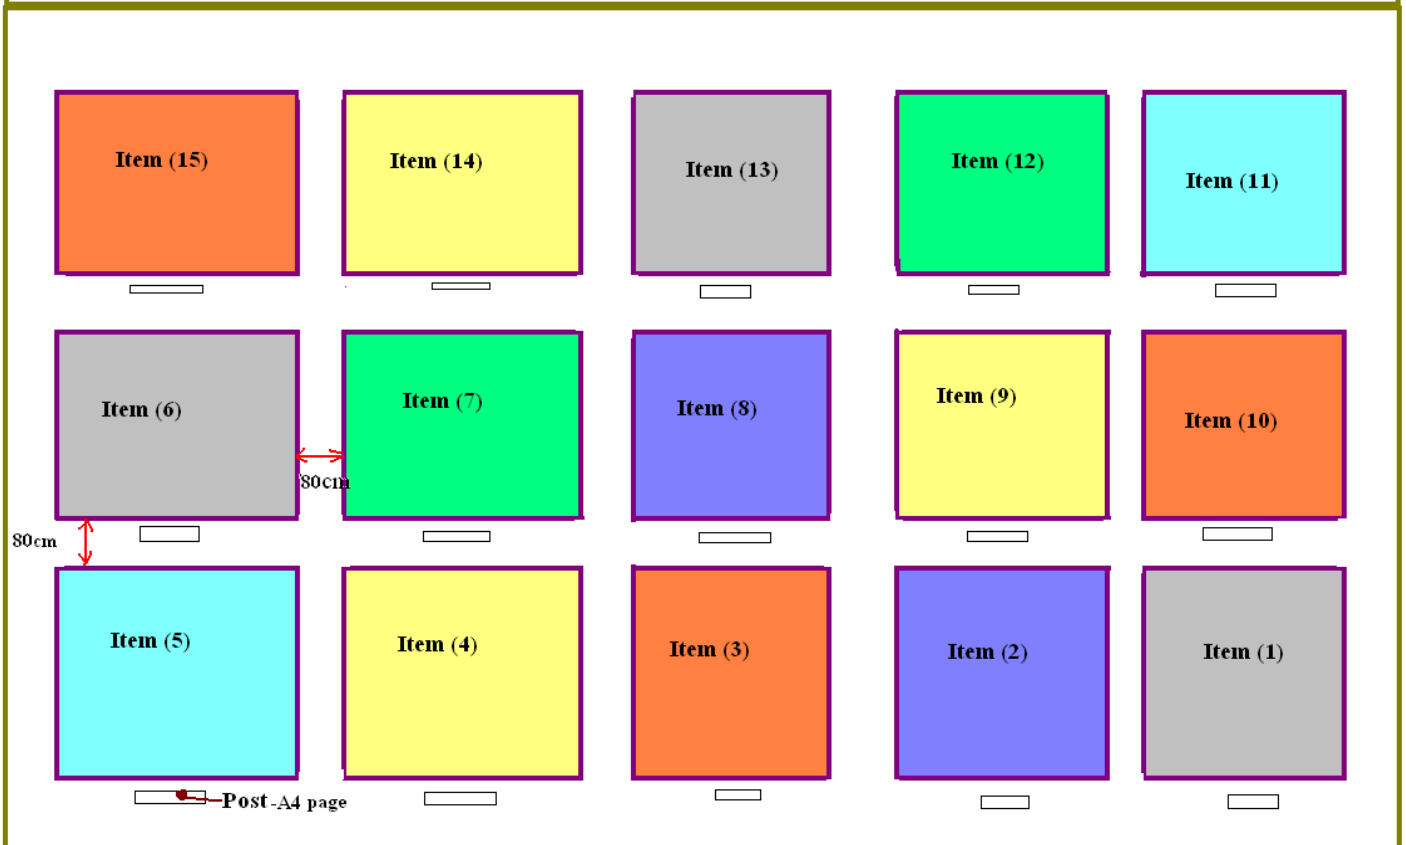 Item (15)
Item (14)
Item (13)
Item (12)
Item (11)
Item (6)
Item (7)
Item (8)
Item (9)
Item (10)
80cm
80cm
Item (5)
Item (4)
Item (3)
Item (2)
Item (1)
Post-A4 page